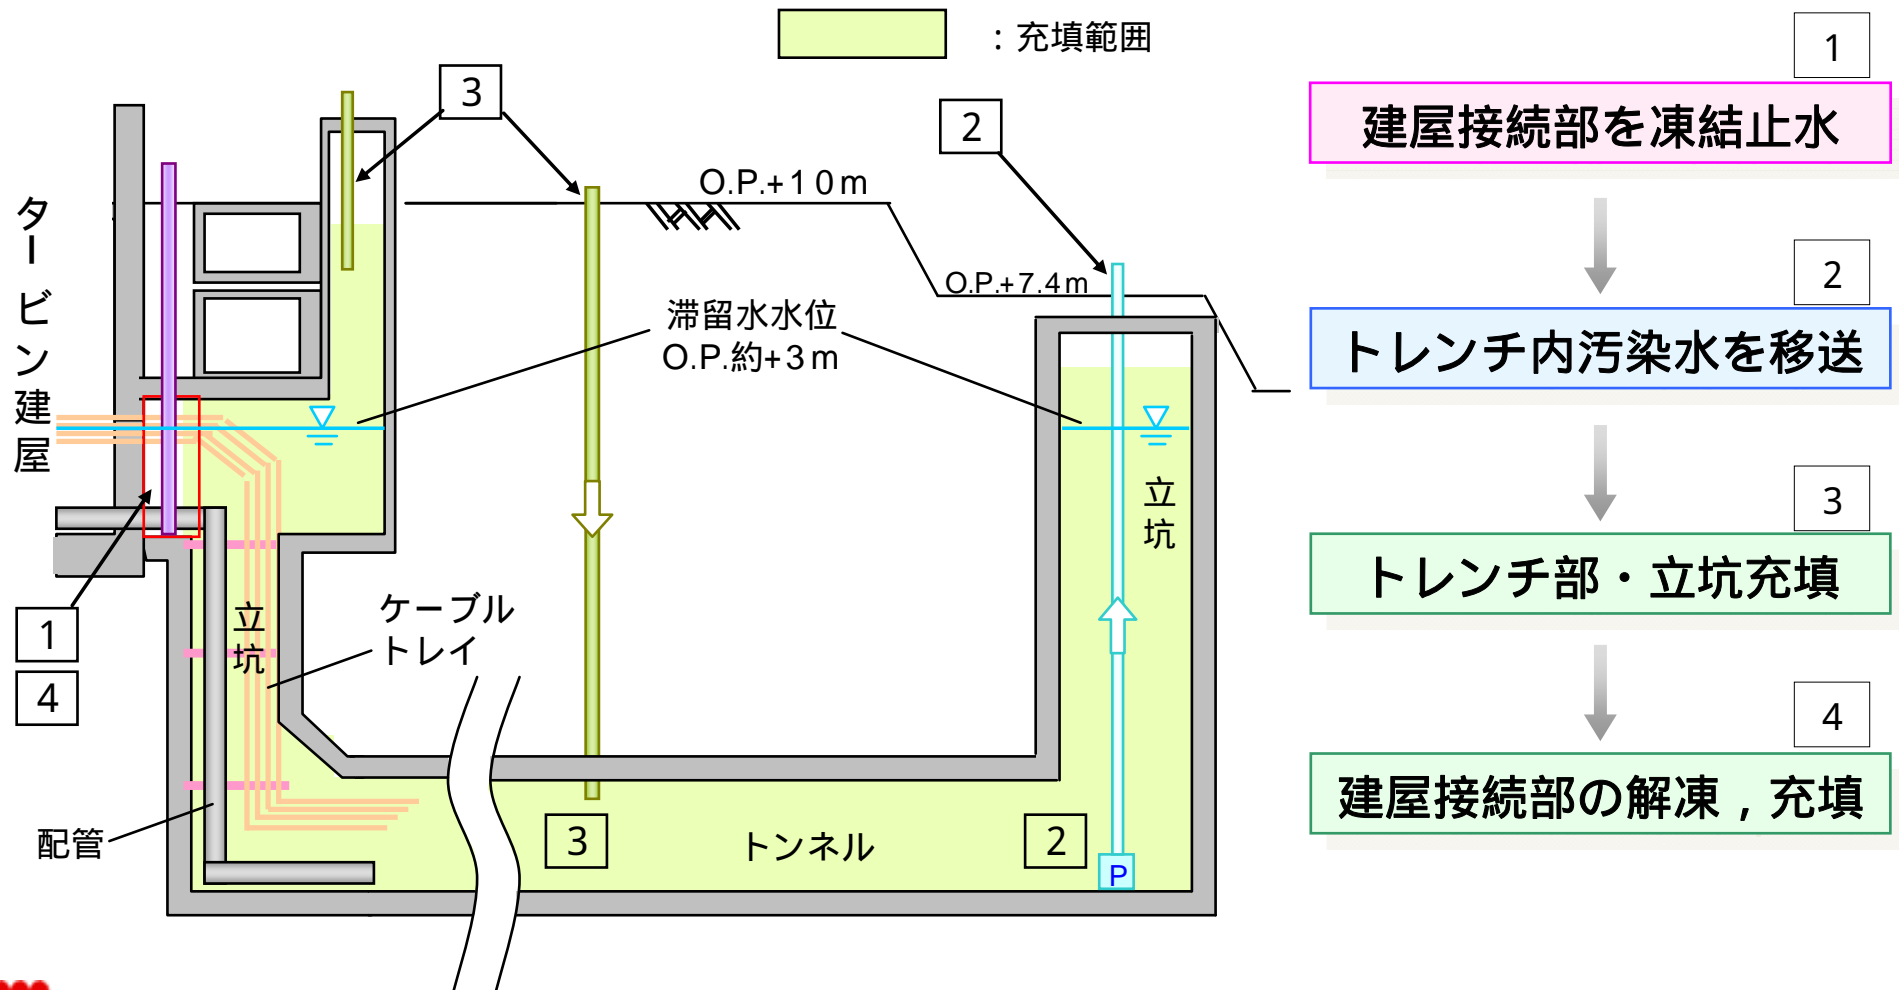 ：充填範囲
3
2
O.P.+10m
O.P.+7.4m
タービン建屋
滞留水水位
O.P.約+3m
立坑
立坑
ケーブル
トレイ
1
4
配管
3
トンネル
2
P
1
建屋接続部を凍結止水
2
トレンチ内汚染水を移送
3
トレンチ部・立坑充填
4
建屋接続部の解凍，充填